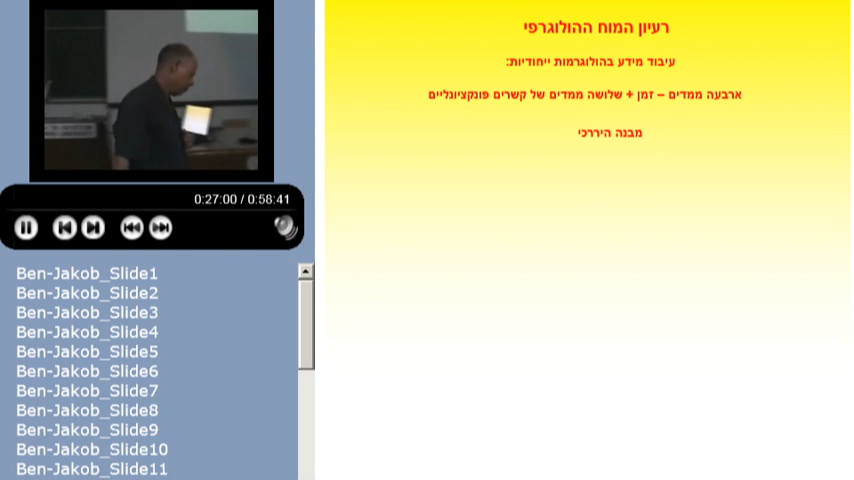 רעיון המוח ההולוגרפי
עיבוד מידע בהולוגרמות ייחודיות:
ארבעה ממדים – זמן + שלושה ממדים של קשרים פונקציונליים
מבנה היררכי
0:27:00 / 0:58:41
Ben-Jakob_Slide1
Ben-Jakob_Slide2
Ben-Jakob_Slide3
Ben-Jakob_Slide4
Ben-Jakob_Slide5
Ben-Jakob_Slide6
Ben-Jakob_Slide7
Ben-Jakob_Slide8
Ben-Jakob_Slide9
Ben-Jakob_Slide10
Ben-Jakob_Slide11